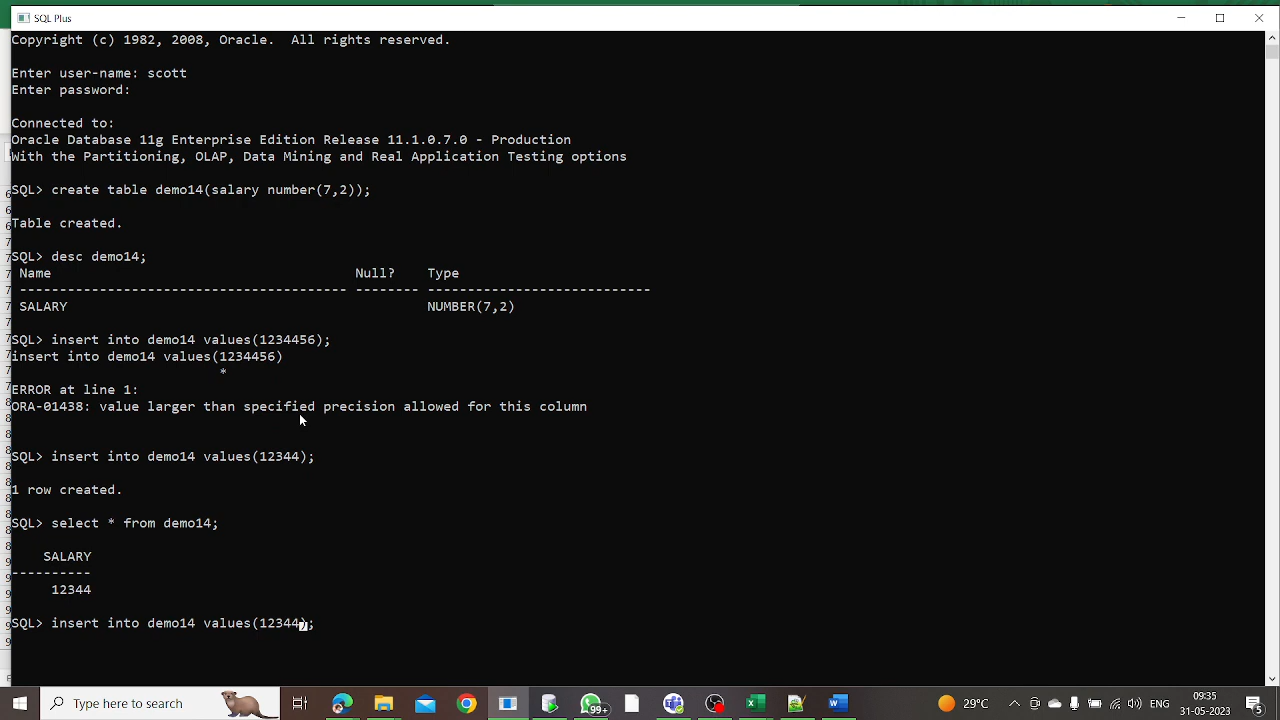 SQL Plus
Copyright (c) 1982, 2008, Oracle.  All rights reserved.
Enter user-name: scott
Enter password:
Connected to:
Oracle Database 11g Enterprise Edition Release 11.1.0.7.0 - Production
With the Partitioning, OLAP, Data Mining and Real Application Testing options
SQL> create table demo14(salary number(7,2));
Table created.
SQL> desc demo14;
Name                                      Null?    Type
----------------------------------------- -------- ----------------------------
SALARY                                             NUMBER(7,2)
SQL> insert into demo14 values(1234456);
insert into demo14 values(1234456)
*
ERROR at line 1:
ORA-01438: value larger than specified precision allowed for this column
SQL> insert into demo14 values(12344);
1 row created.
SQL> select * from demo14;
SALARY
----------
12344
SQL> insert into demo14 values(12344);
Type here to search
99+
29°C
ENG
09:35
31-05-2023
5